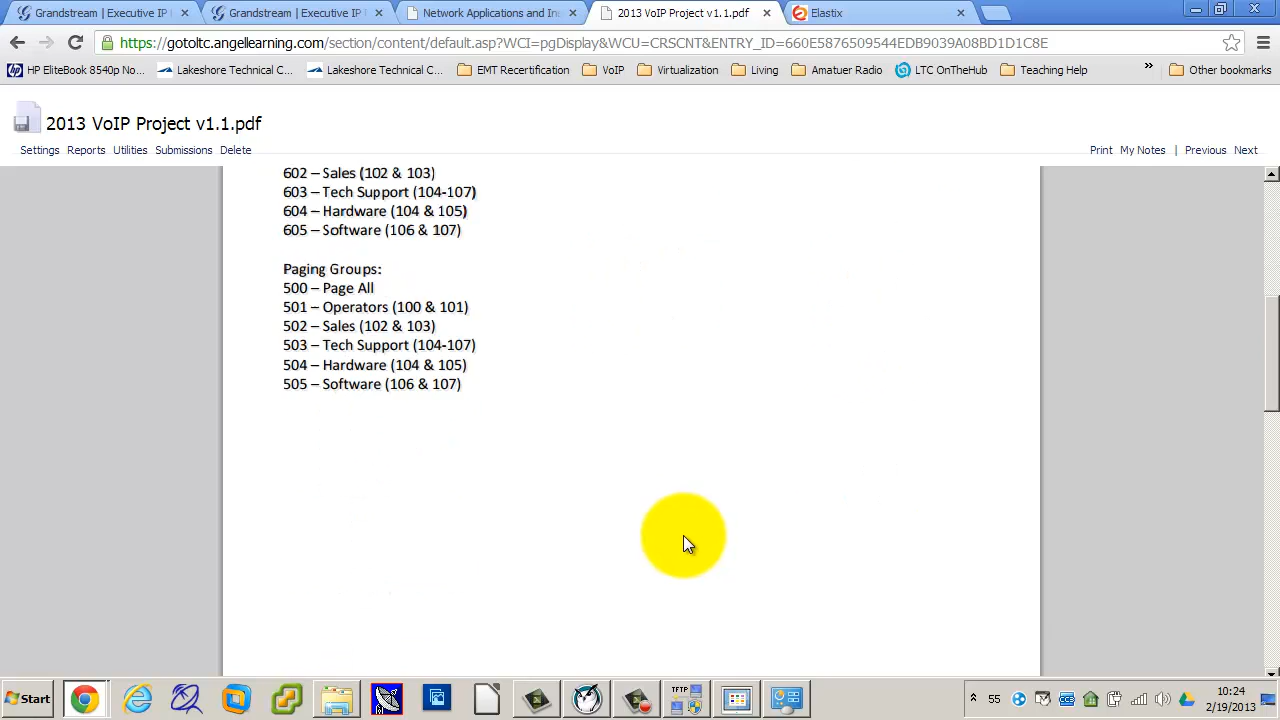 Grandstream | Executive IP
Grandstream | Executive IP
Network Applications and In
2013 VoIP Project v1.1.pdf
Elastix
https://gotoltc.angellearning.com/section/content/default.asp?WCI=pgDisplay&WCU=CRSCNT&ENTRY_ID=660E5876509544EDB9039A08BD1D1C8E
HP EliteBook 8540p No...
Lakeshore Technical C...
Lakeshore Technical C...
EMT Recertification
VoIP
Virtualization
Living
Amatuer Radio
LTC OnTheHub
Teaching Help
»
Other bookmarks
2013 VoIP Project v1.1.pdf
Settings Reports Utilities Submissions Delete
Print My Notes | Previous Next
602 – Sales (102 & 103)
603 – Tech Support (104-107)
604 – Hardware (104 & 105)
605 – Software (106 & 107)
Paging Groups:
500 – Page All
501 – Operators (100 & 101)
502 – Sales (102 & 103)
503 – Tech Support (104-107)
504 – Hardware (104 & 105)
505 – Software (106 & 107)
Start
TFTP
55
10:24
2/19/2013